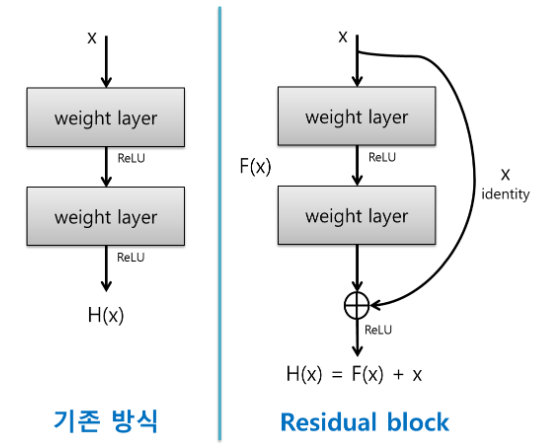 x
weight layer
ReLU
weight layer
ReLU
H(x)
기존 방식
x
weight layer
F(x)
ReLU
x
identity
weight layer
ReLU
H(x) = F(x) + x
Residual block